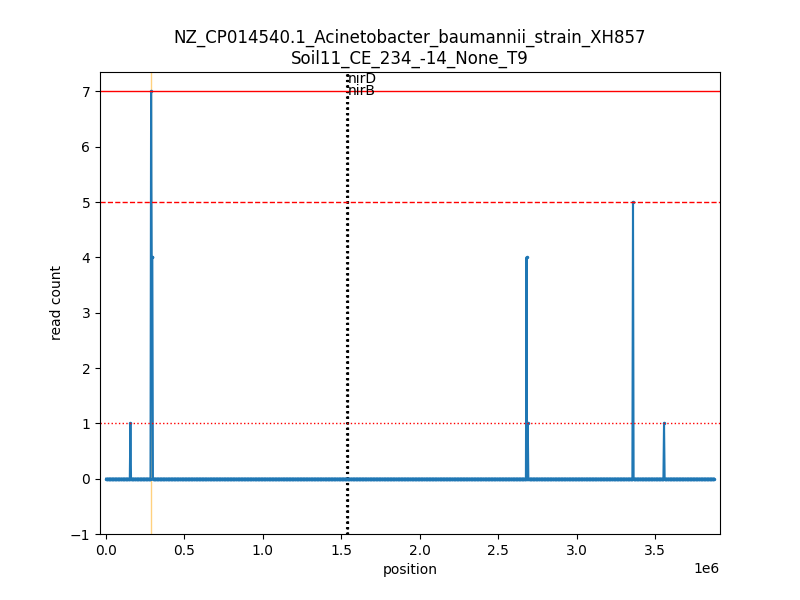 NZ_CP014540.1_Acinetobacter_baumannii_strain_XH857
Soil11_CE_234_-14_None_T9
nirD
nirB
7
6
5
4
3
2
1
0
−1
read count
0.0 0.5 1.0 1.5 2.0 2.5 3.0 3.5
1e6
position